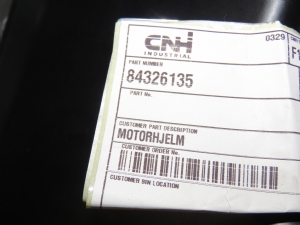 CNH 0329
INDUSTRIAL
PART NUMBER
84326135
PART No.
CUSTOMER PART DESCRIPTION
MOTORHJELM
CUSTOMER ORDER No.
CUSTOMER BIN LOCATION